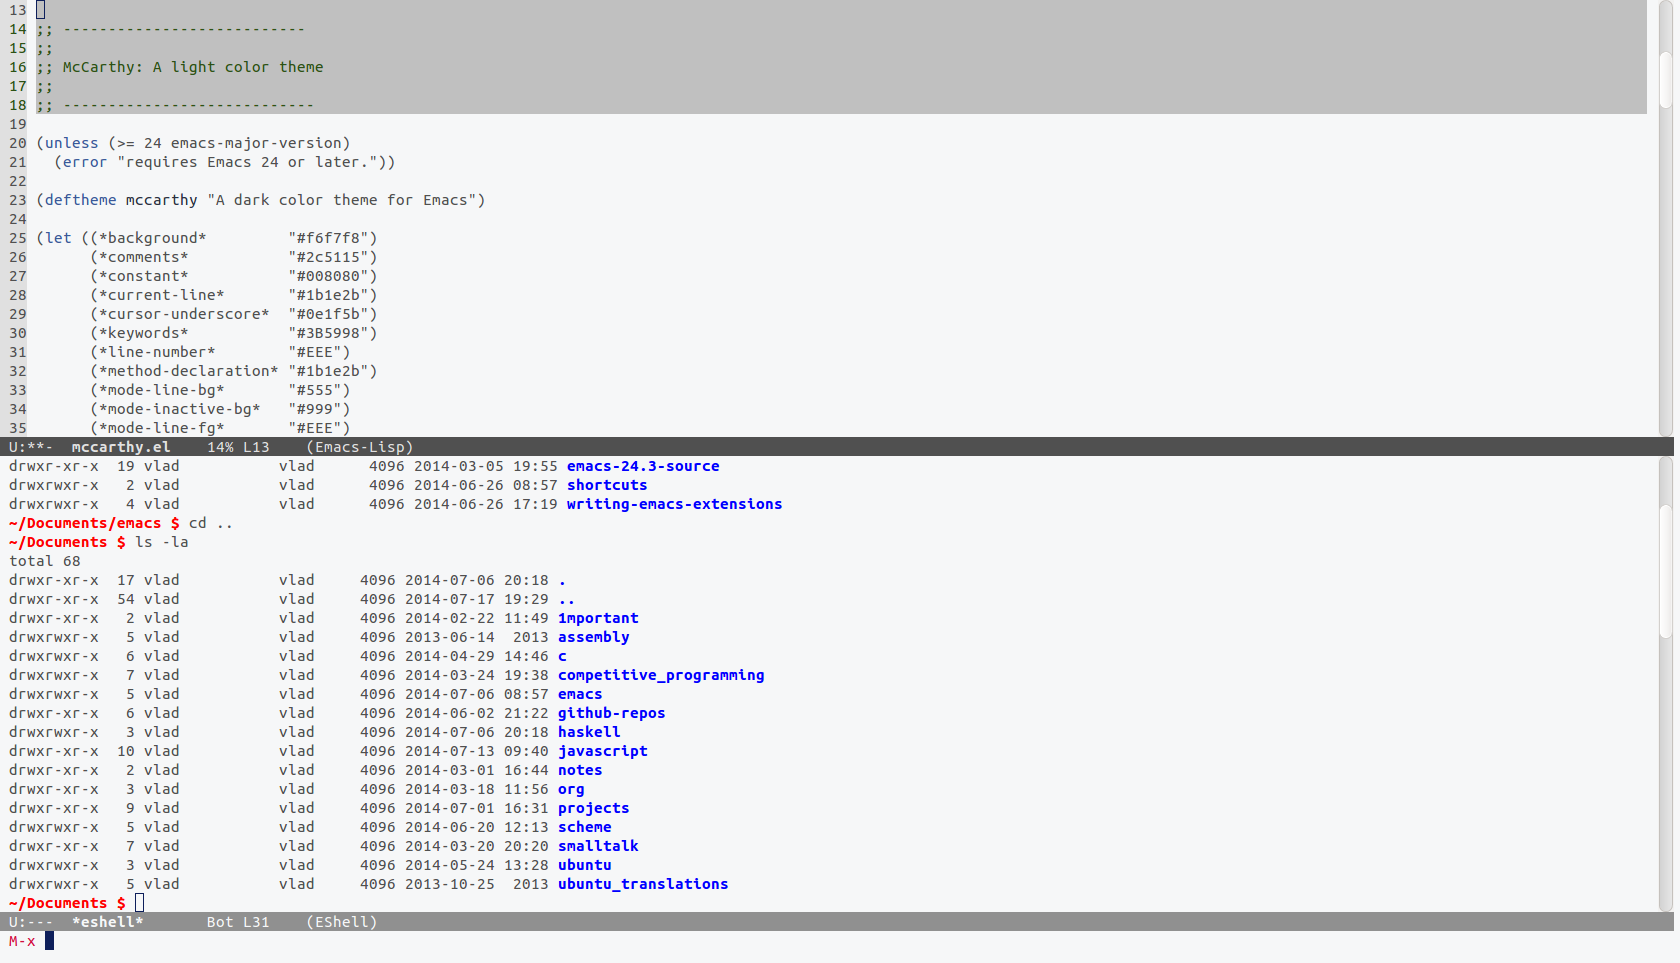 13
14 ;; ---------------------------
15 ;;
16 ;; McCarthy: A light color theme
17 ;;
18 ;; ----------------------------
19
20 (unless (>= 24 emacs-major-version)
21   (error "requires Emacs 24 or later."))
22
23 (deftheme mccarthy "A dark color theme for Emacs")
24
25 (let ((*background*         "#f6f7f8")
26       (*comments*           "#2c5115")
27       (*constant*           "#008080")
28       (*current-line*       "#1b1e2b")
29       (*cursor-underscore*  "#0e1f5b")
30       (*keywords*           "#3B5998")
31       (*line-number*        "#EEE")
32       (*method-declaration* "#1b1e2b")
33       (*mode-line-bg*       "#555")
34       (*mode-inactive-bg*   "#999")
35       (*mode-line-fg*       "#EEE")
U:**-  mccarthy.el    14% L13    (Emacs-Lisp)
drwxr-xr-x  19 vlad           vlad      4096 2014-03-05 19:55 emacs-24.3-source
drwxrwxr-x   2 vlad           vlad      4096 2014-06-26 08:57 shortcuts
drwxrwxr-x   4 vlad           vlad      4096 2014-06-26 17:19 writing-emacs-extensions
~/Documents/emacs $ cd ..
~/Documents $ ls -la
total 68
drwxr-xr-x  17 vlad           vlad     4096 2014-07-06 20:18 .
drwxr-xr-x  54 vlad           vlad     4096 2014-07-17 19:29 ..
drwxrwxr-x   2 vlad           vlad     4096 2014-02-22 11:49 1mportant
drwxrwxr-x   5 vlad           vlad     4096 2013-06-14  2013 assembly
drwxrwxr-x   6 vlad           vlad     4096 2014-04-29 14:46 c
drwxrwxr-x   7 vlad           vlad     4096 2014-03-24 19:38 competitive_programming
drwxrwxr-x   5 vlad           vlad     4096 2014-07-06 08:57 emacs
drwxrwxr-x   6 vlad           vlad     4096 2014-06-02 21:22 github-repos
drwxr-xr-x   3 vlad           vlad     4096 2014-07-06 20:18 haskell
drwxrwxr-x  10 vlad           vlad     4096 2014-07-13 09:40 javascript
drwxrwxr-x   2 vlad           vlad     4096 2014-03-01 16:44 notes
drwxrwxr-x   3 vlad           vlad     4096 2014-03-18 11:56 org
drwxrwxr-x   9 vlad           vlad     4096 2014-07-01 16:31 projects
drwxrwxr-x   5 vlad           vlad     4096 2014-06-20 12:13 scheme
drwxrwxr-x   7 vlad           vlad     4096 2014-03-20 20:20 smalltalk
drwxrwxr-x   3 vlad           vlad     4096 2014-05-24 13:28 ubuntu
drwxrwxr-x   5 vlad           vlad     4096 2013-10-25  2013 ubuntu_translations
~/Documents $
U:---  *eshell*       Bot L31    (EShell)
M-x